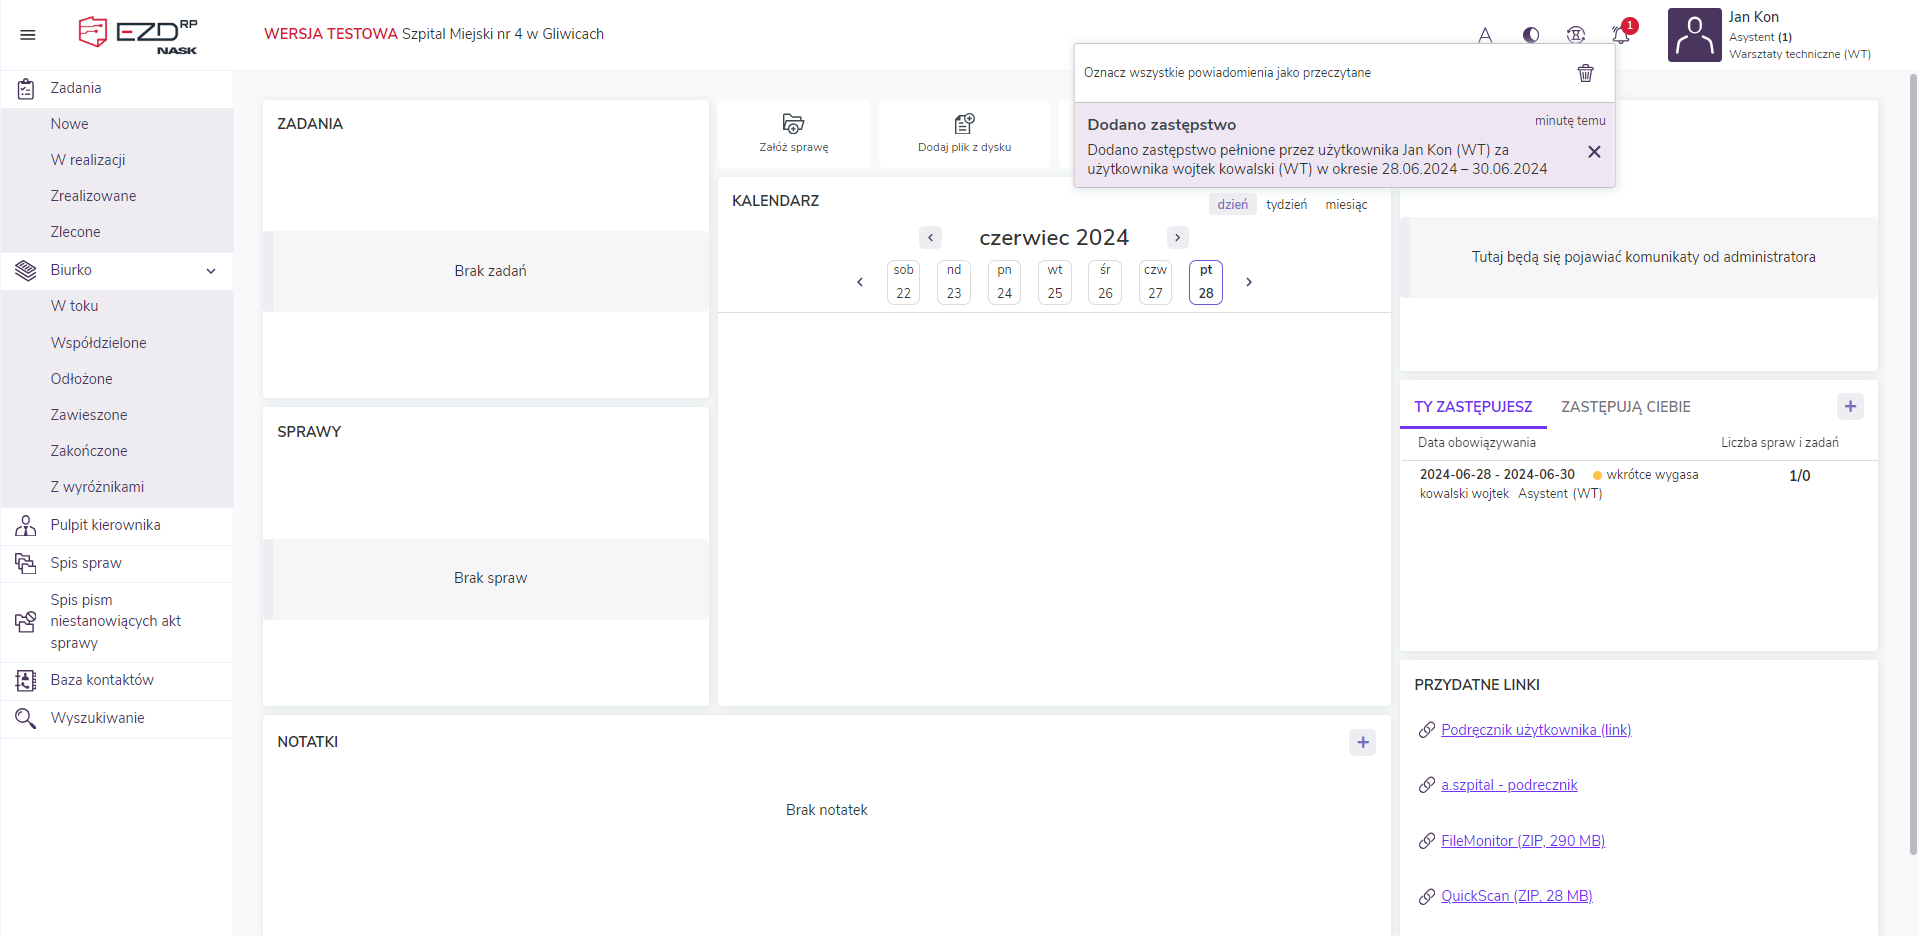 EZD RP
NASK
WERSJA TESTOWA Szpital Miejski nr 4 w Gliwicach
A
1
Jan Kon
Asystent (1)
Warsztaty techniczne (WT)
Oznacz wszystkie powiadomienia jako przeczytane
Dodano zastępstwo
minutę temu
Dodano zastępstwo pełnione przez użytkownika Jan Kon (WT) za
użytkownika wojtek kowalski (WT) w okresie 28.06.2024 – 30.06.2024
Zadania
Nowe
W realizacji
Zrealizowane
Zlecone
Biurko
W toku
Współdzielone
Odłożone
Zawieszone
Zakończone
Z wyróżnikami
Pulpit kierownika
Spis spraw
Spis pism
niestanowiących akt
sprawy
Baza kontaktów
Wyszukiwanie
ZADANIA
Brak zadań
SPRAWY
Brak spraw
Załóż sprawę
Dodaj plik z dysku
KALENDARZ
dzień tydzień miesiąc
czerwiec 2024
sob nd pn wt śr czw pt
22 23 24 25 26 27 28
Tutaj będą się pojawiać komunikaty od administratora
TY ZASTĘPUJESZ ZASTĘPUJĄ CIEBIE
Data obowiązywania Liczba spraw i zadań
2024-06-28 - 2024-06-30 wkrótce wygasa 1/0
kowalski wojtek Asystent (WT)
NOTATKI
Brak notatek
PRZYDATNE LINKI
Podręcznik użytkownika (link)
a.szpital - podrecznik
FileMonitor (ZIP, 290 MB)
QuickScan (ZIP, 28 MB)